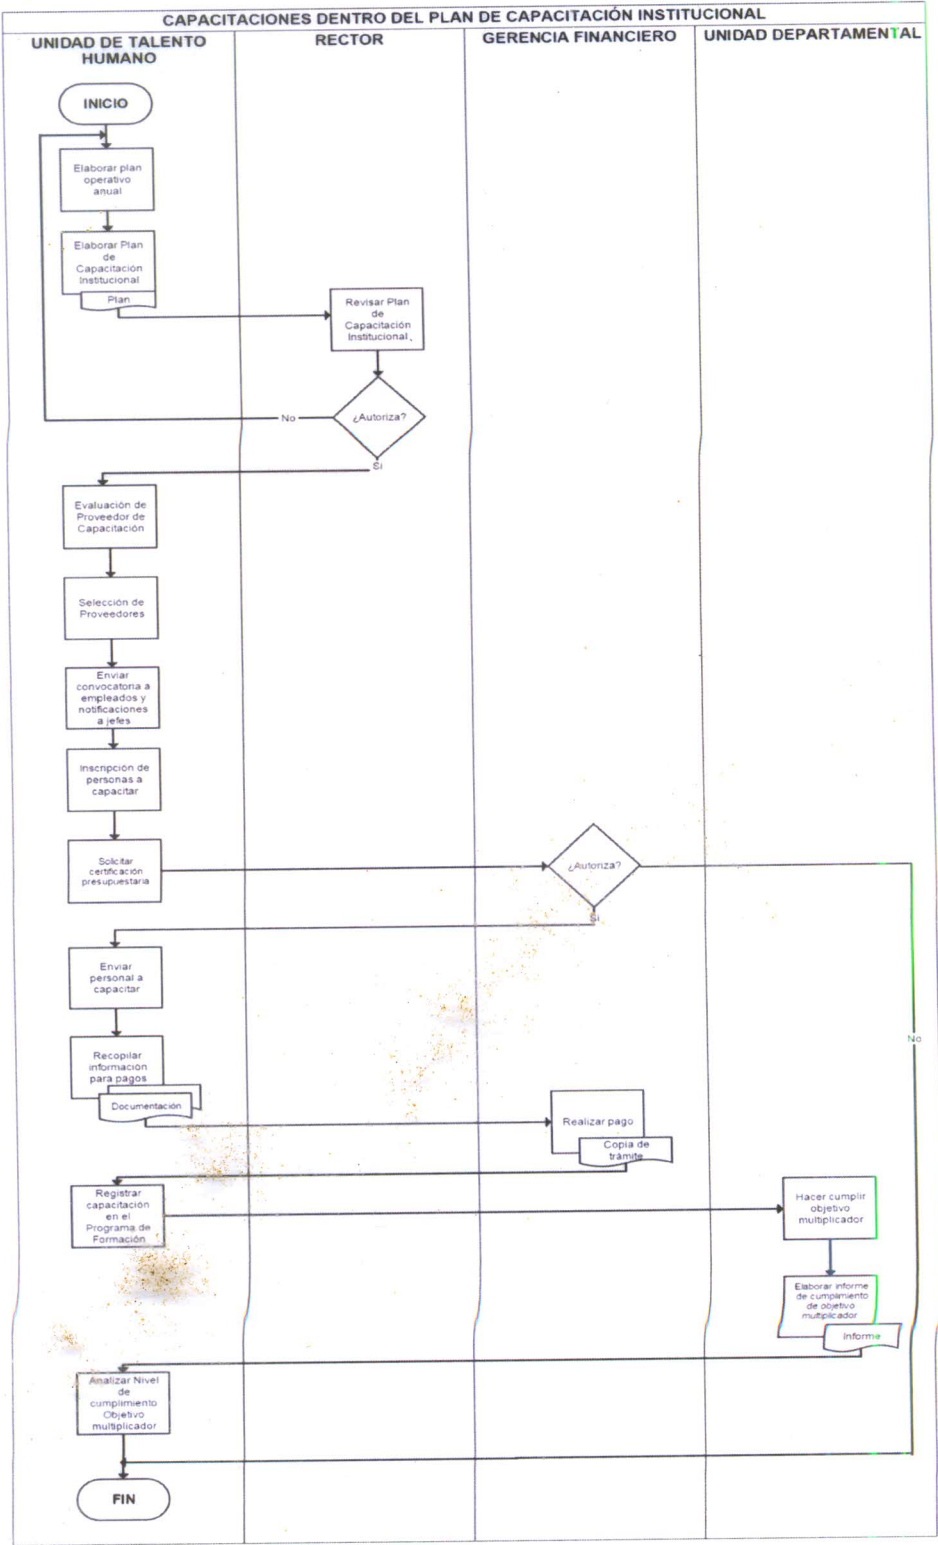 CAPACITACIONES DENTRO DEL PLAN DE CAPACITACIÓN INSTITUCIONAL
UNIDAD DE TALENTO
HUMANO
RECTOR
GERENCIA FINANCIERO
UNIDAD DEPARTAMENTAL
INICIO
Elaborar plan
operativo
anual
Elaborar Plan
de
Capacitación
Institucional
Plan
Revisar Plan
de
Capacitación
Institucional.
¿Autoriza?
No
Si
Evaluación de
Proveedor de
Capacitación
Selección de
Proveedores
Enviar
convocatoria a
empleados y
notificaciones
a jefes
Inscripción de
personas a
capacitar
Solicitar
certificación
presupuestaria
¿Autoriza?
Si
No
Enviar
personal a
capacitar
Recopilar
información
para pagos
Documentación
Realizar pago
Copia de
trámite
Registrar
capacitación
en el
Programa de
Formación
Hacer cumplir
objetivo
multiplicador
Elaborar informe
de cumplimiento
de objetivo
multiplicador
Informe
Analizar Nivel
de
cumplimiento
Objetivo
multiplicador
FIN